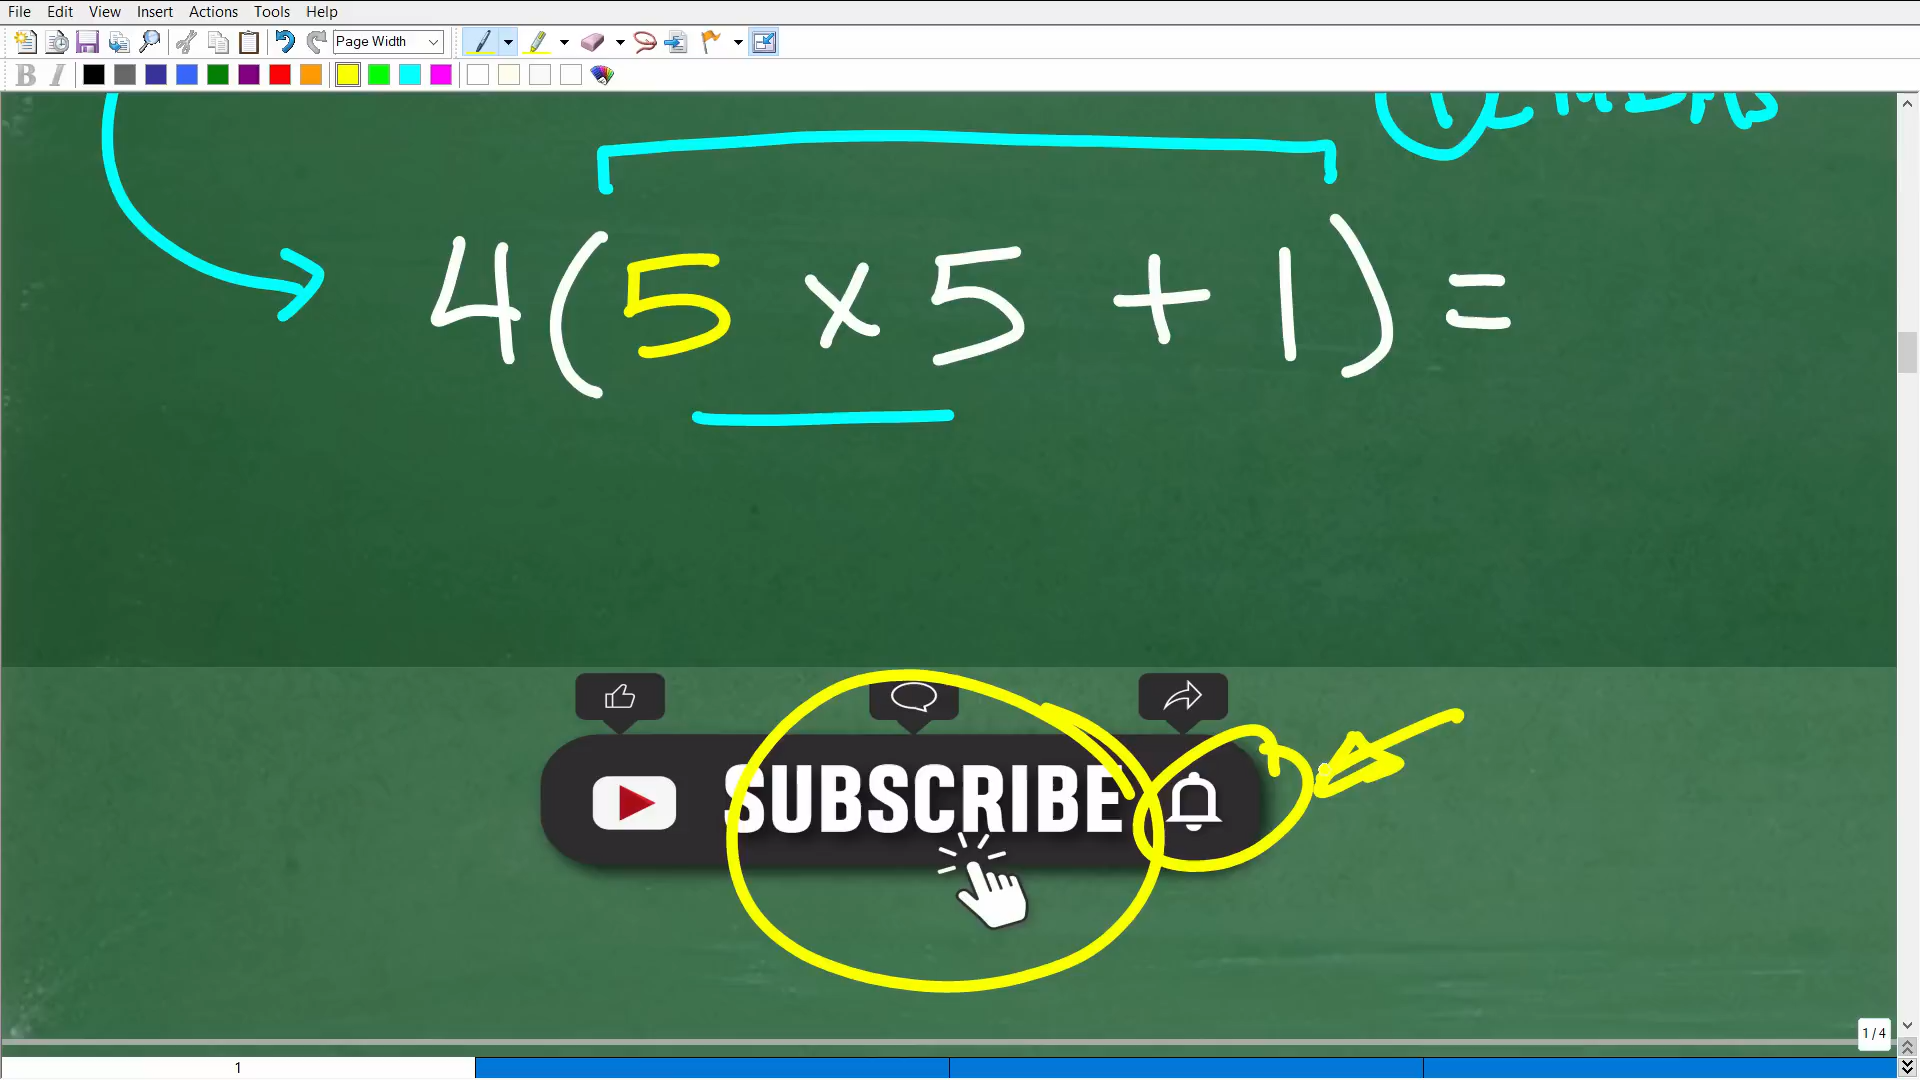 File Edit View Insert Actions Tools Help
Page Width
B I
4(5 x 5 + 1) =
SUBSCRIBE
1 / 4
1